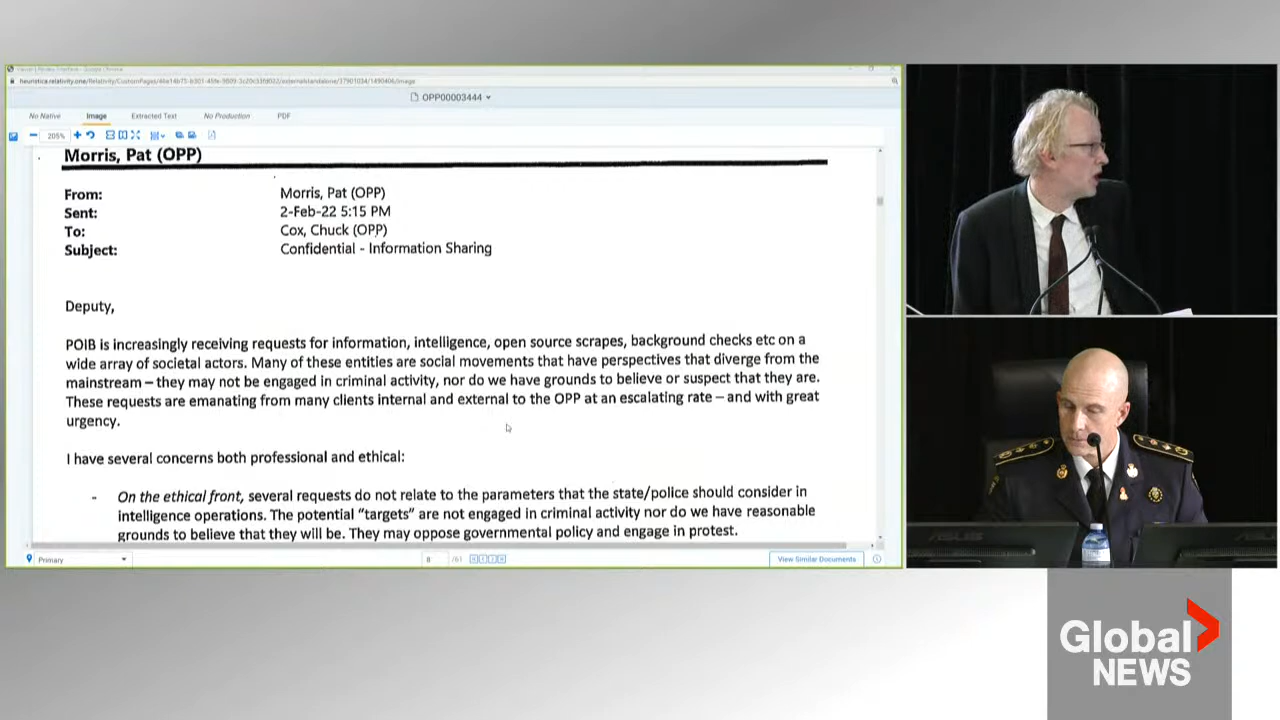 OPP00003444
No Native Image Extracted Text No Production PDF
205%
Morris, Pat (OPP)
From: Morris, Pat (OPP)
Sent: 2-Feb-22 5:15 PM
To: Cox, Chuck (OPP)
Subject: Confidential - Information Sharing
Deputy,
POIB is increasingly receiving requests for information, intelligence, open source scrapes, background checks etc on a
wide array of societal actors. Many of these entities are social movements that have perspectives that diverge from the
mainstream – they may not be engaged in criminal activity, nor do we have grounds to believe or suspect that they are.
These requests are emanating from many clients internal and external to the OPP at an escalating rate – and with great
urgency.
I have several concerns both professional and ethical:
- On the ethical front, several requests do not relate to the parameters that the state/police should consider in
intelligence operations. The potential “targets” are not engaged in criminal activity nor do we have reasonable
grounds to believe that they will be. They may oppose governmental policy and engage in protest.
Primary 8 /61 View Similar Documents
ASUS
ASUS
Global
NEWS